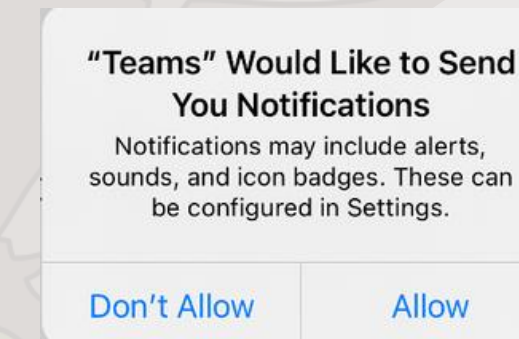 “Teams” Would Like to Send
You Notifications
Notifications may include alerts,
sounds, and icon badges. These can
be configured in Settings.
Don’t Allow
Allow